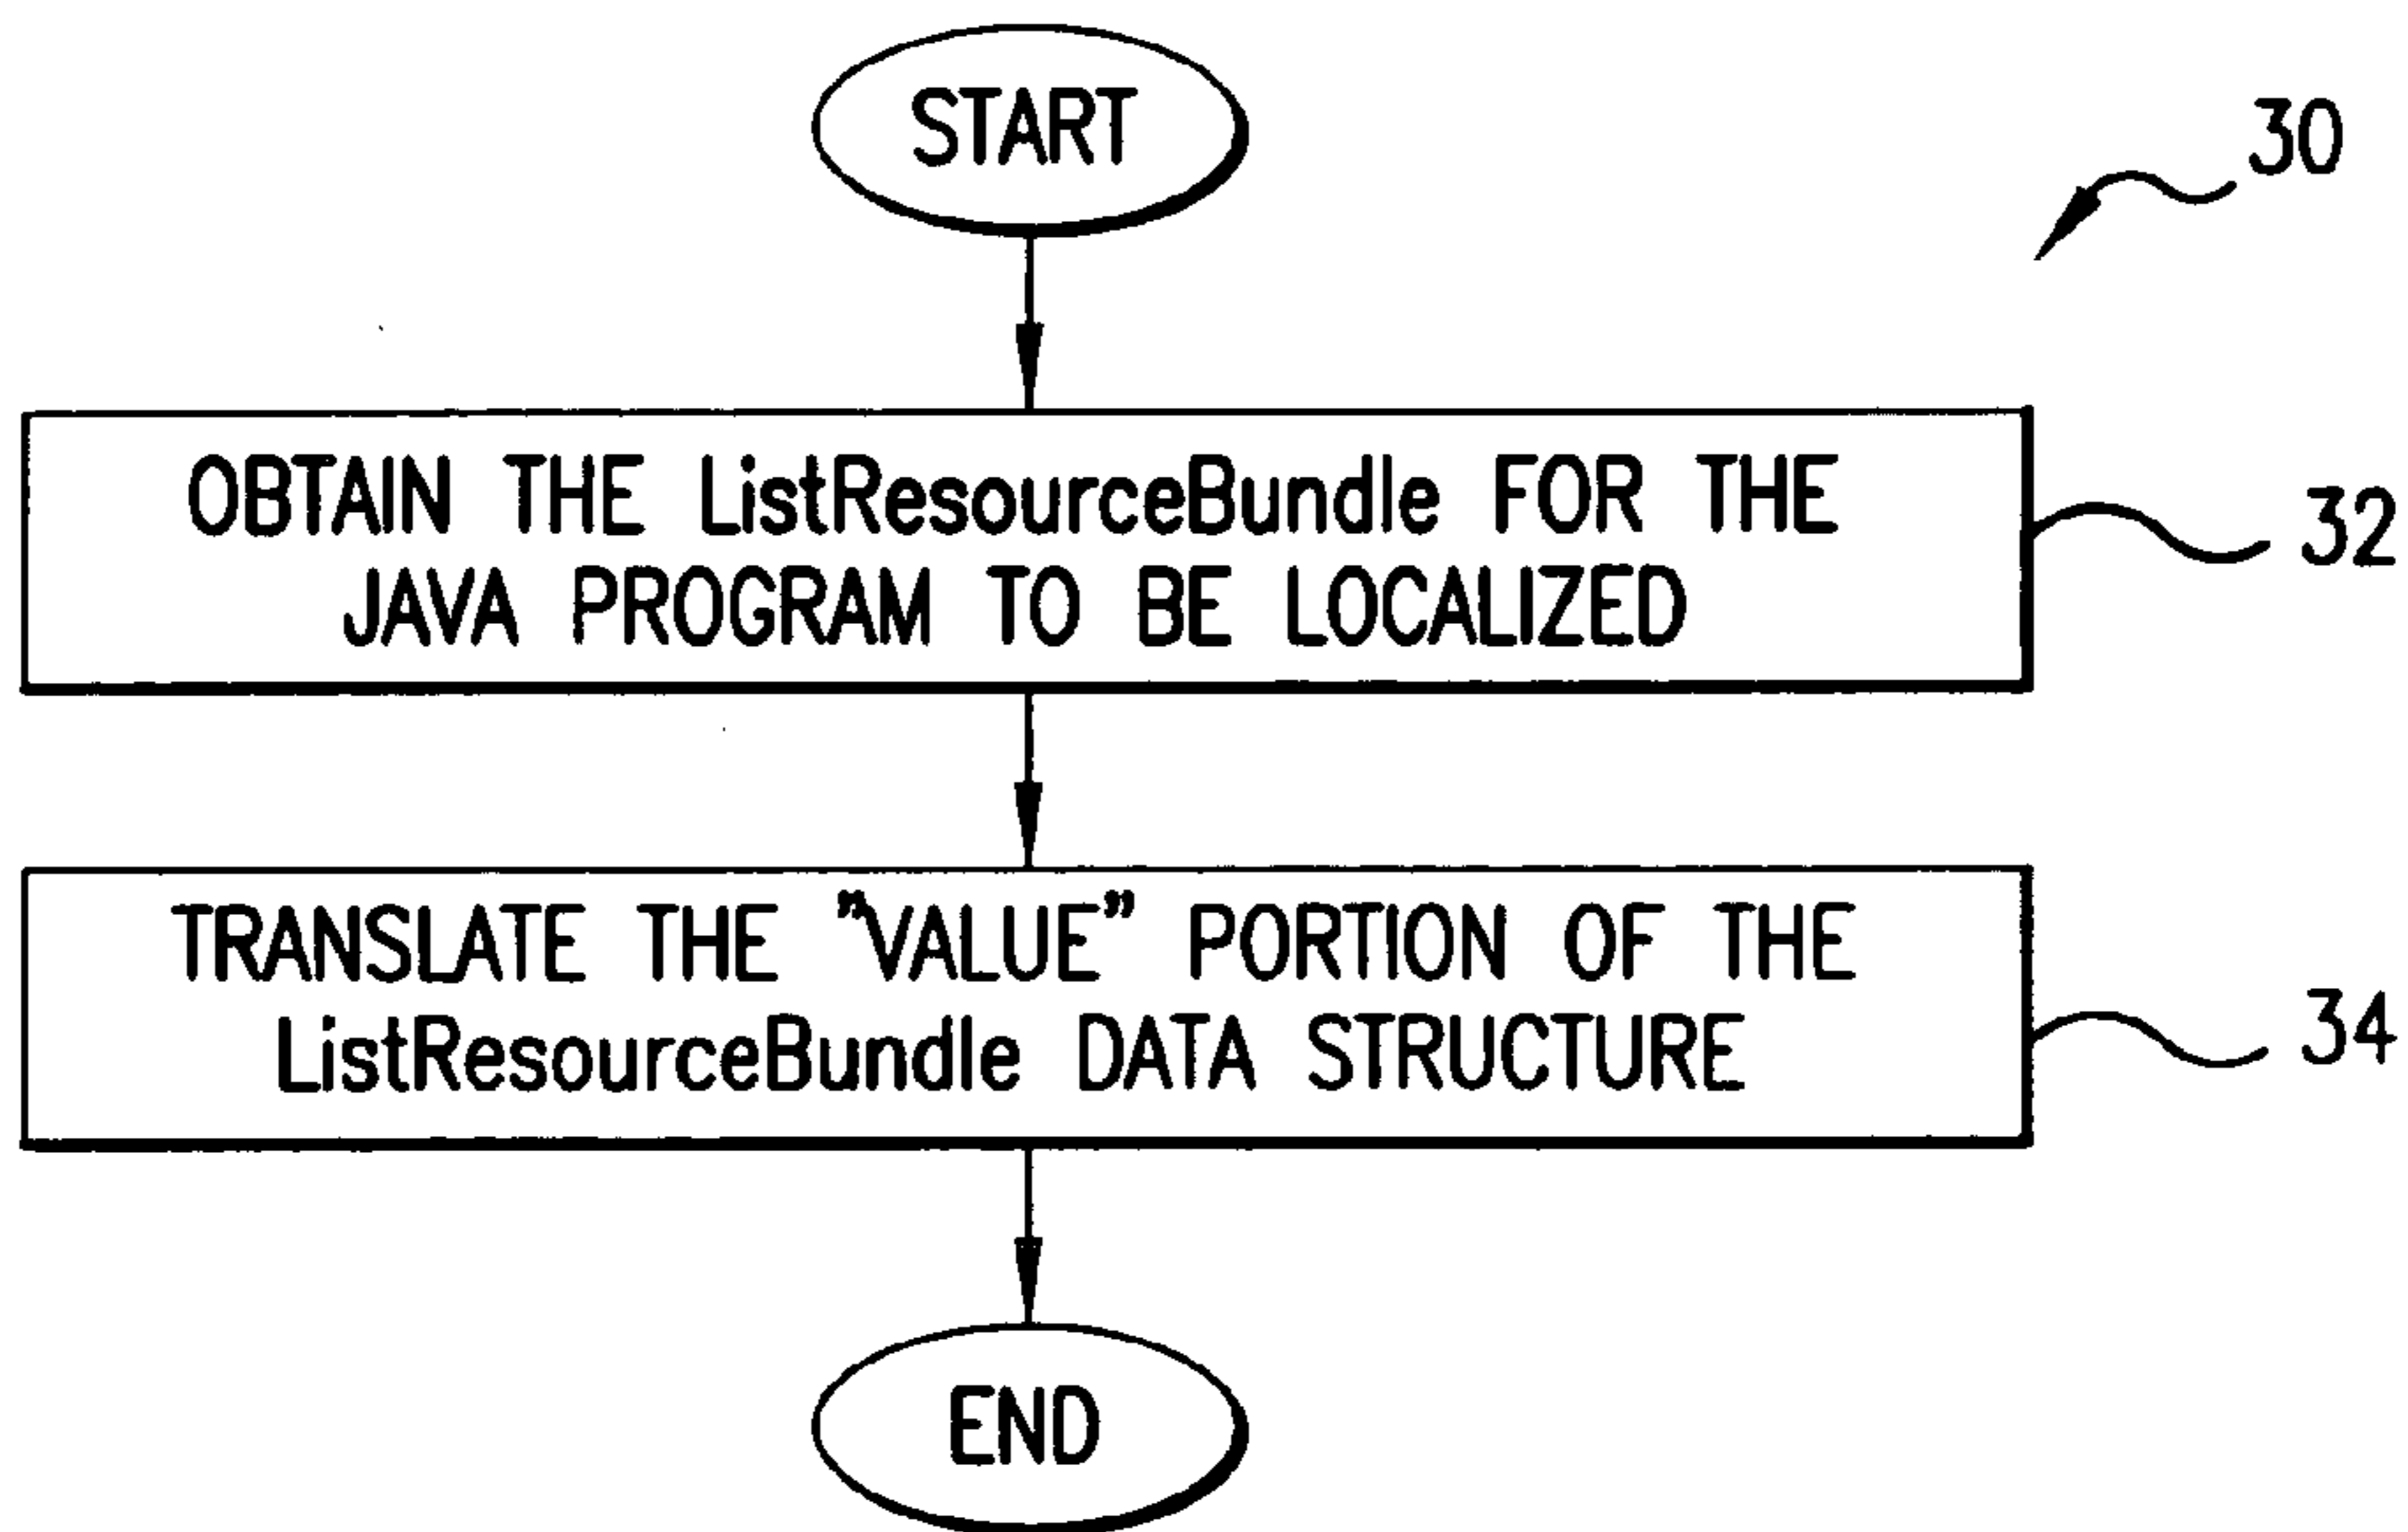 START
30
OBTAIN THE ListResourceBundle FOR THE
JAVA PROGRAM TO BE LOCALIZED
32
TRANSLATE THE "VALUE" PORTION OF THE
ListResourceBundle DATA STRUCTURE
34
END